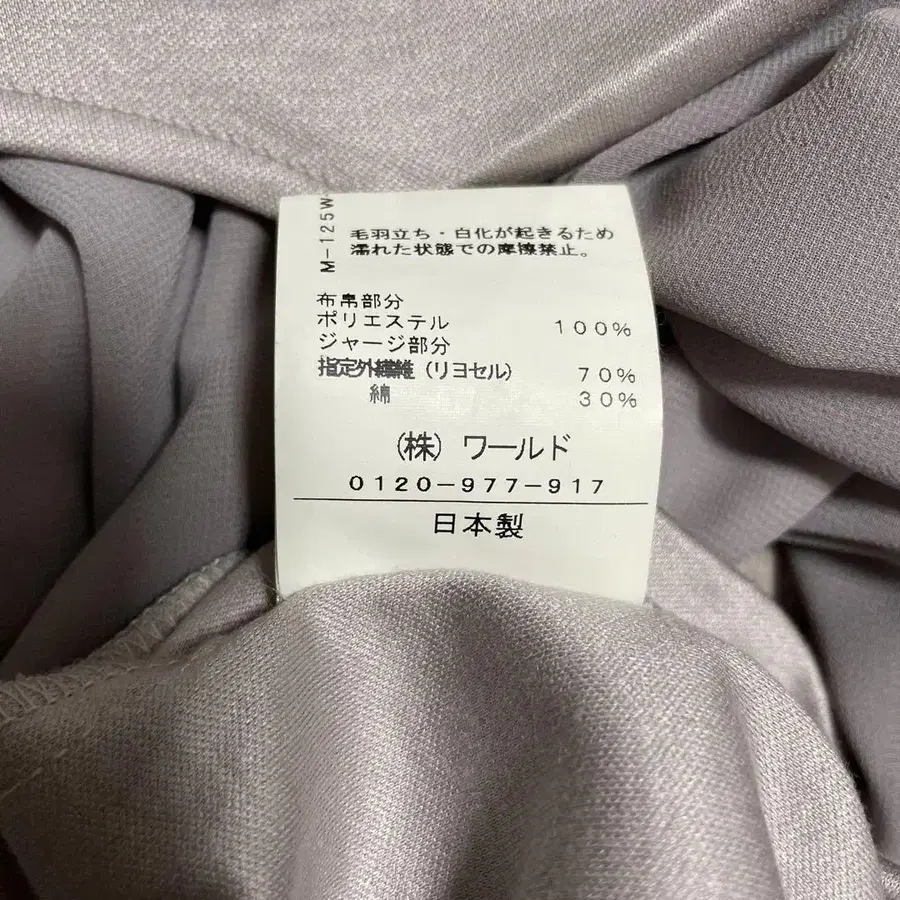 M-125W
毛羽立ち・白化が起きるため
濡れた状態での摩擦禁止。
布帛部分
ポリエステル 100%
ジャージ部分
指定外繊維（リヨセル） 70%
綿 30%
（株）ワールド
0120-977-917
日本製